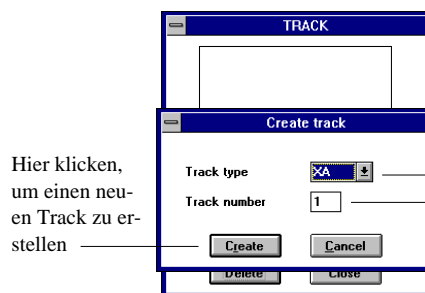 TRACK
Create track
Hier klicken,
um einen neu-
en Track zu er-
stellen
Track type
XA
Track number
1
Create
Cancel
Delete
Close